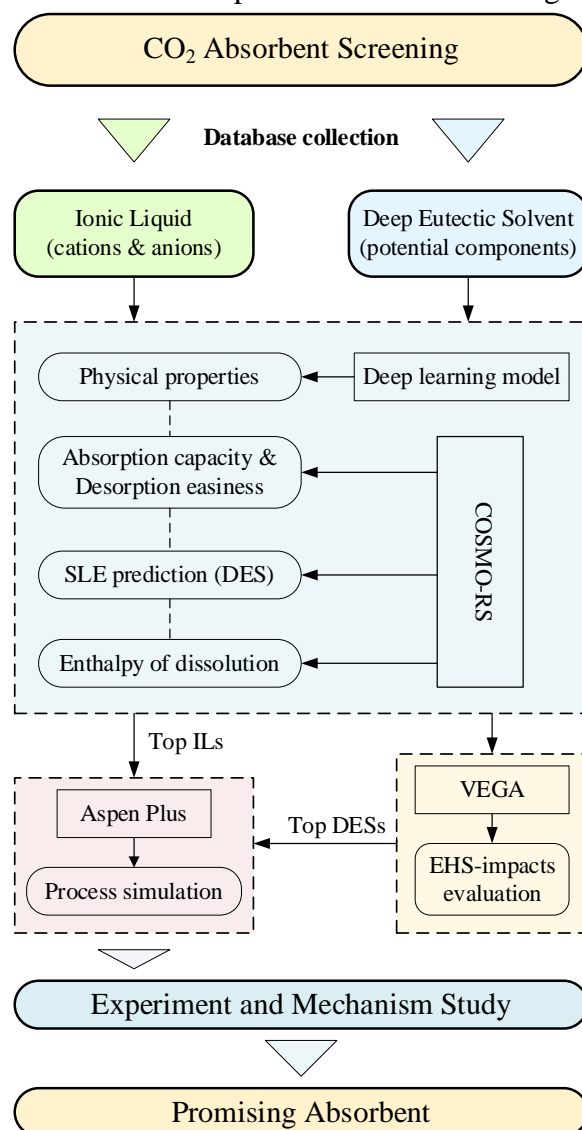 CO₂ Absorbent Screening
Database collection
Ionic Liquid
(cations & anions)
Deep Eutectic Solvent
(potential components)
Physical properties
Deep learning model
Absorption capacity &
Desorption easiness
COSMO-RS
SLE prediction (DES)
Enthalpy of dissolution
Top ILs
Aspen Plus
Process simulation
Top DESs
VEGA
EHS-impacts
evaluation
Experiment and Mechanism Study
Promising Absorbent